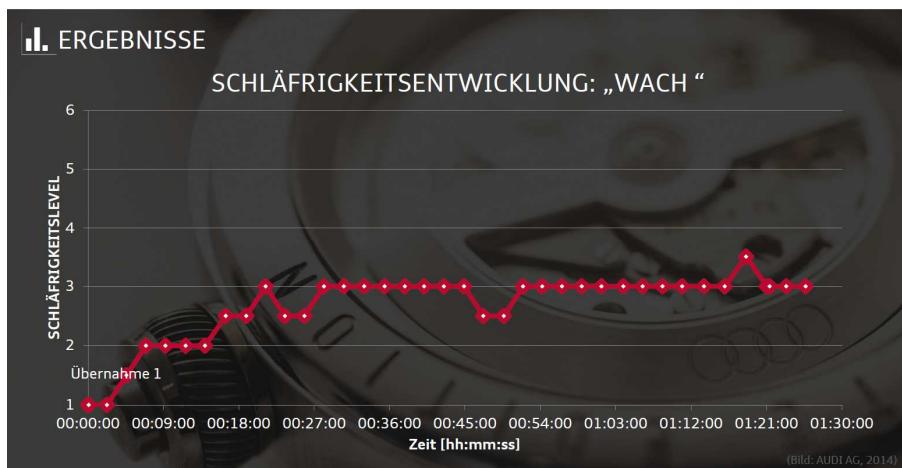 ERGEBNISSE
SCHLÄFRIGKEITSENTWICKLUNG: „WACH “
6
5
4
3
2
1
SCHLÄFRIGKEITSLEVEL
Übernahme 1
00:00:00 00:09:00 00:18:00 00:27:00 00:36:00 00:45:00 00:54:00 01:03:00 01:12:00 01:21:00 01:30:00
Zeit [hh:mm:ss]
(Bild: AUDI AG, 2014)